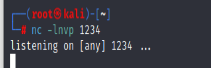 (root㉿kali)-[~]
# nc -lnvp 1234
listening on [any] 1234 ...